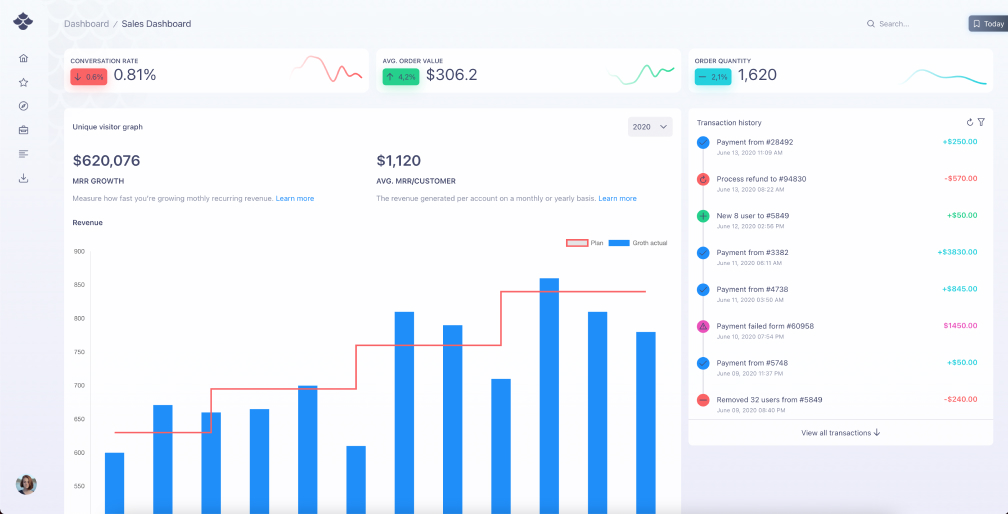 Dashboard / Sales Dashboard
Search...
Today
CONVERSATION RATE
0.6% 0.81%
AVG. ORDER VALUE
4,2% $306.2
ORDER QUANTITY
2,1% 1,620
Unique visitor graph
2020
$620,076
MRR GROWTH
Measure how fast you're growing mothly recurring revenue. Learn more
$1,120
AVG. MRR/CUSTOMER
The revenue generated per account on a monthly or yearly basis. Learn more
Revenue
Plan Groth actual
900
850
800
750
700
650
600
550
Transaction history
Payment from #28492 +$250.00
June 13, 2020 11:09 AM
Process refund to #94830 -$570.00
June 13, 2020 08:22 AM
New 8 user to #5849 +$50.00
June 12, 2020 02:56 PM
Payment from #3382 +$3830.00
June 11, 2020 06:11 AM
Payment from #4738 +$845.00
June 11, 2020 03:50 AM
Payment failed form #60958 $1450.00
June 10, 2020 07:54 PM
Payment from #5748 +$50.00
June 09, 2020 11:37 PM
Removed 32 users from #5849 -$240.00
June 09, 2020 08:40 PM
View all transactions